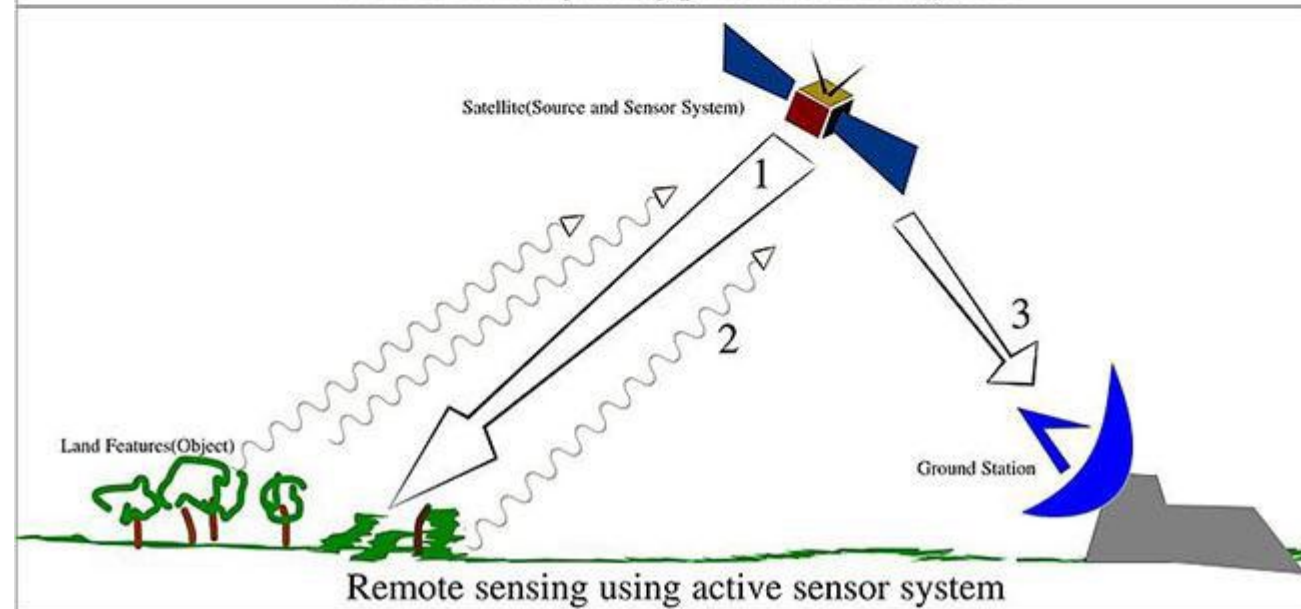 Satellite(Source and Sensor System)
1
2
3
Land Features(Object)
Ground Station
Remote sensing using active sensor system